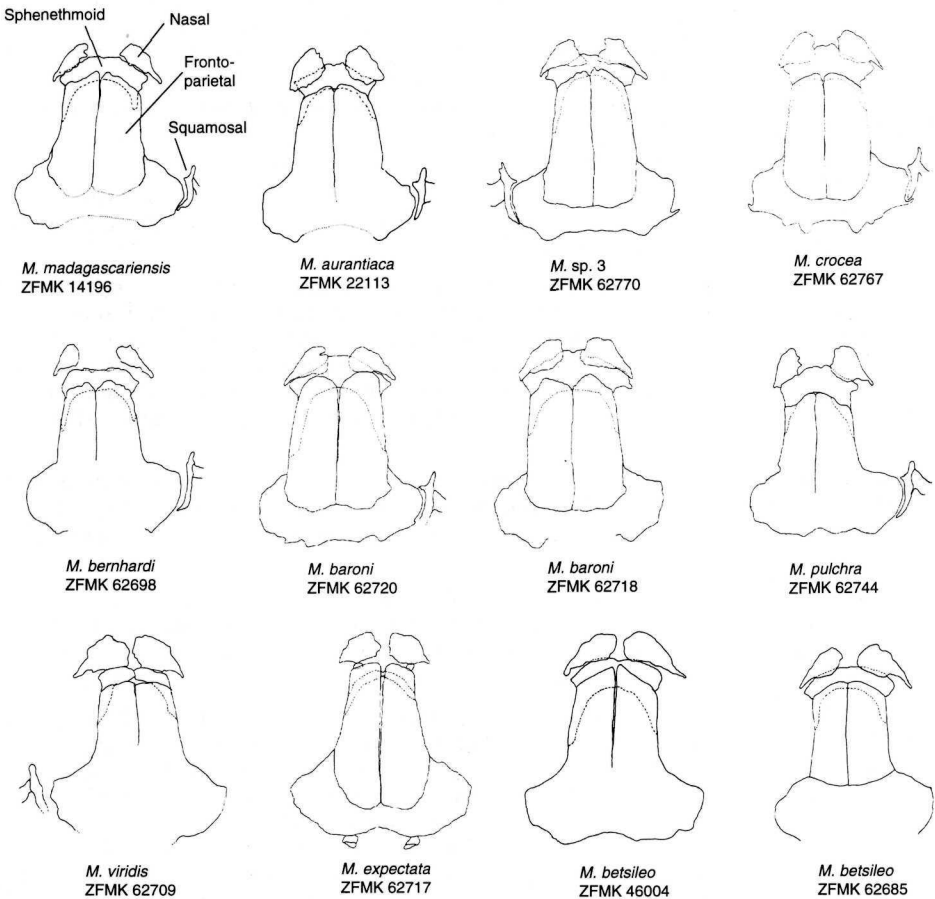 Sphenethmoid
Nasal
Fronto-
parietal
Squamosal
M. madagascariensis
ZFMK 14196
M. aurantiaca
ZFMK 22113
M. sp. 3
ZFMK 62770
M. crocea
ZFMK 62767
M. bernhardi
ZFMK 62698
M. baroni
ZFMK 62720
M. baroni
ZFMK 62718
M. pulchra
ZFMK 62744
M. viridis
ZFMK 62709
M. expectata
ZFMK 62717
M. betsileo
ZFMK 46004
M. betsileo
ZFMK 62685